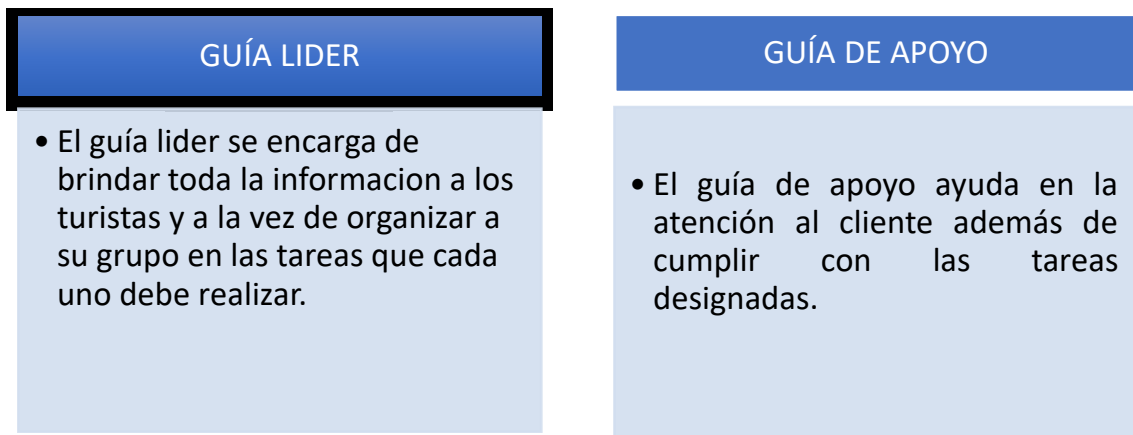 GUÍA LIDER
• El guía lider se encarga de
brindar toda la informacion a los
turistas y a la vez de organizar a
su grupo en las tareas que cada
uno debe realizar.
GUÍA DE APOYO
• El guía de apoyo ayuda en la
atención al cliente además de
cumplir con las tareas
designadas.